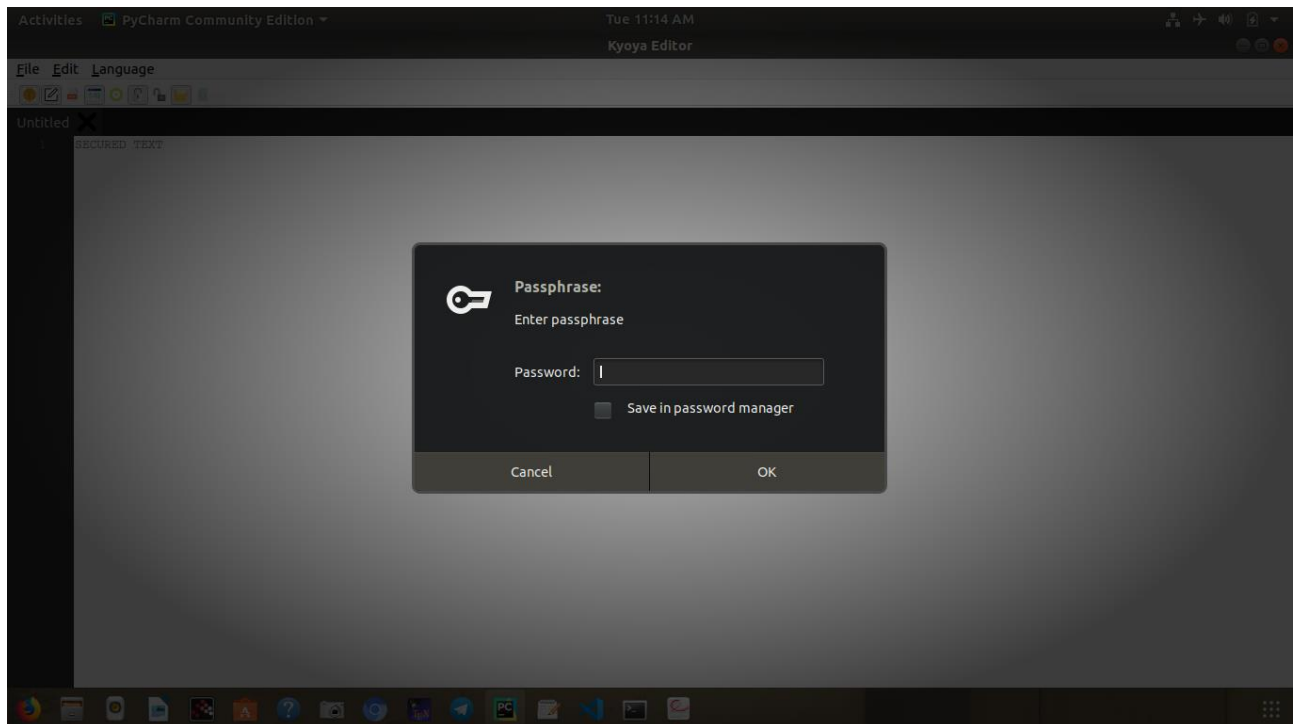 Activities PyCharm Community Edition Tue 11:14 AM
Kyoya Editor
File Edit Language
Untitled
1 SECURED TEXT
Passphrase:
Enter passphrase
Password:
Save in password manager
Cancel OK